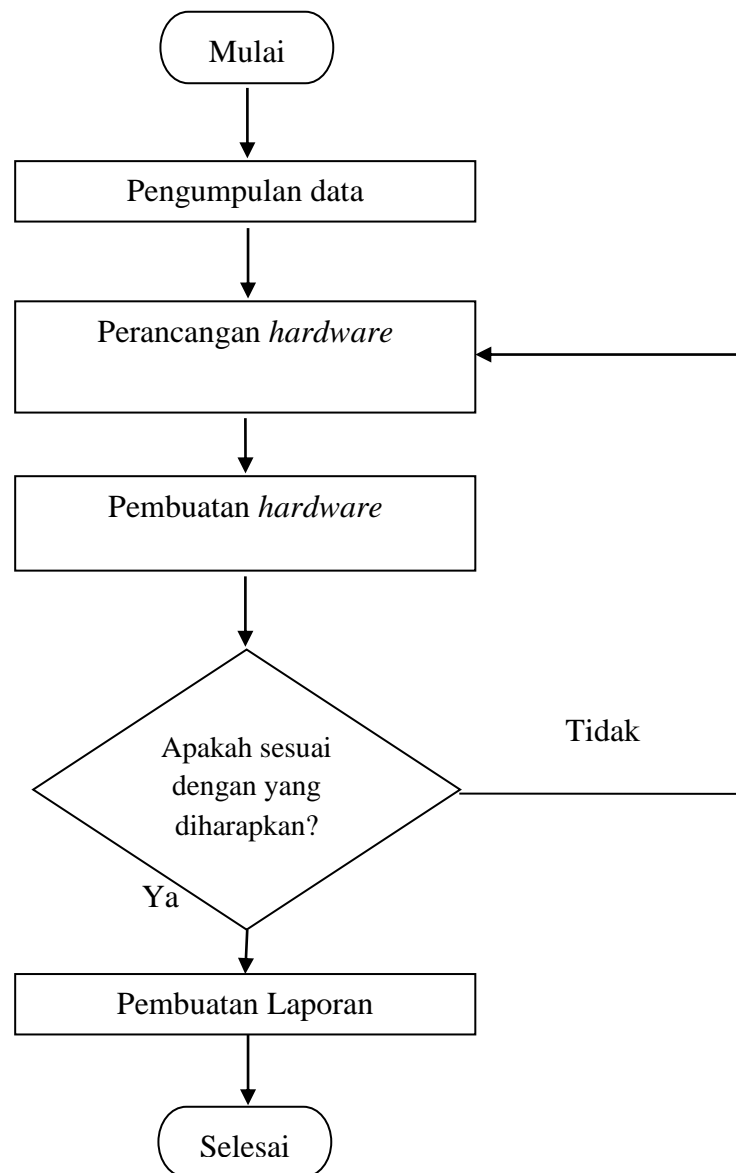 Mulai
Pengumpulan data
Perancangan hardware
Pembuatan hardware
Apakah sesuai
dengan yang
diharapkan?
Tidak
Ya
Pembuatan Laporan
Selesai